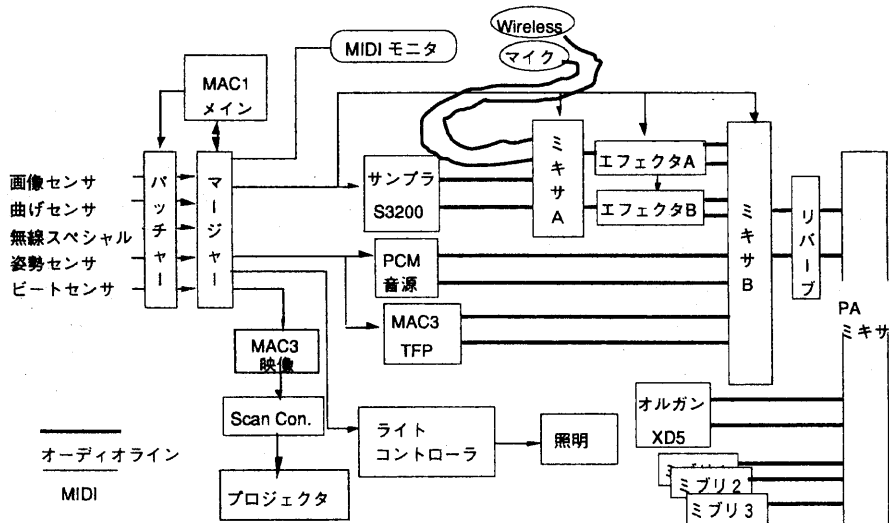 Wireless
マイク
MIDI モニタ
MAC1
メイン
画像センサ
曲げセンサ
無線スペシャル
姿勢センサ
ビートセンサ
パッチャー
マージャー
サンプラ
S3200
ミキサA
エフェクタA
エフェクタB
ミキサB
リバーブ
PA
ミキサ
PCM
音源
MAC3
TFP
MAC3
映像
Scan Con.
プロジェクタ
ライト
コントローラ
照明
オルガン
XD5
ミブリ 2
ミブリ 3
オーディオライン
MIDI